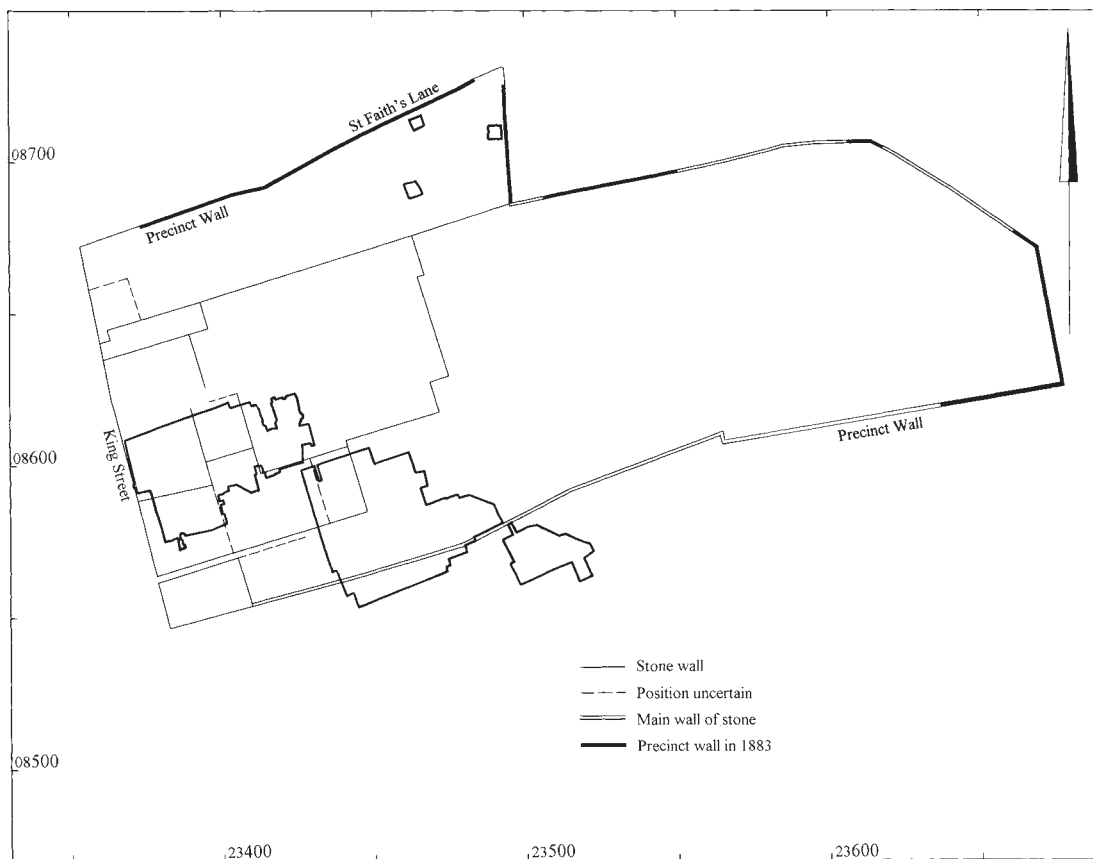 St Faith's Lane
08700
Precinct Wall
King Street
08600
Precinct Wall
Stone wall
Position uncertain
Main wall of stone
Precinct wall in 1883
08500
23400
23500
23600